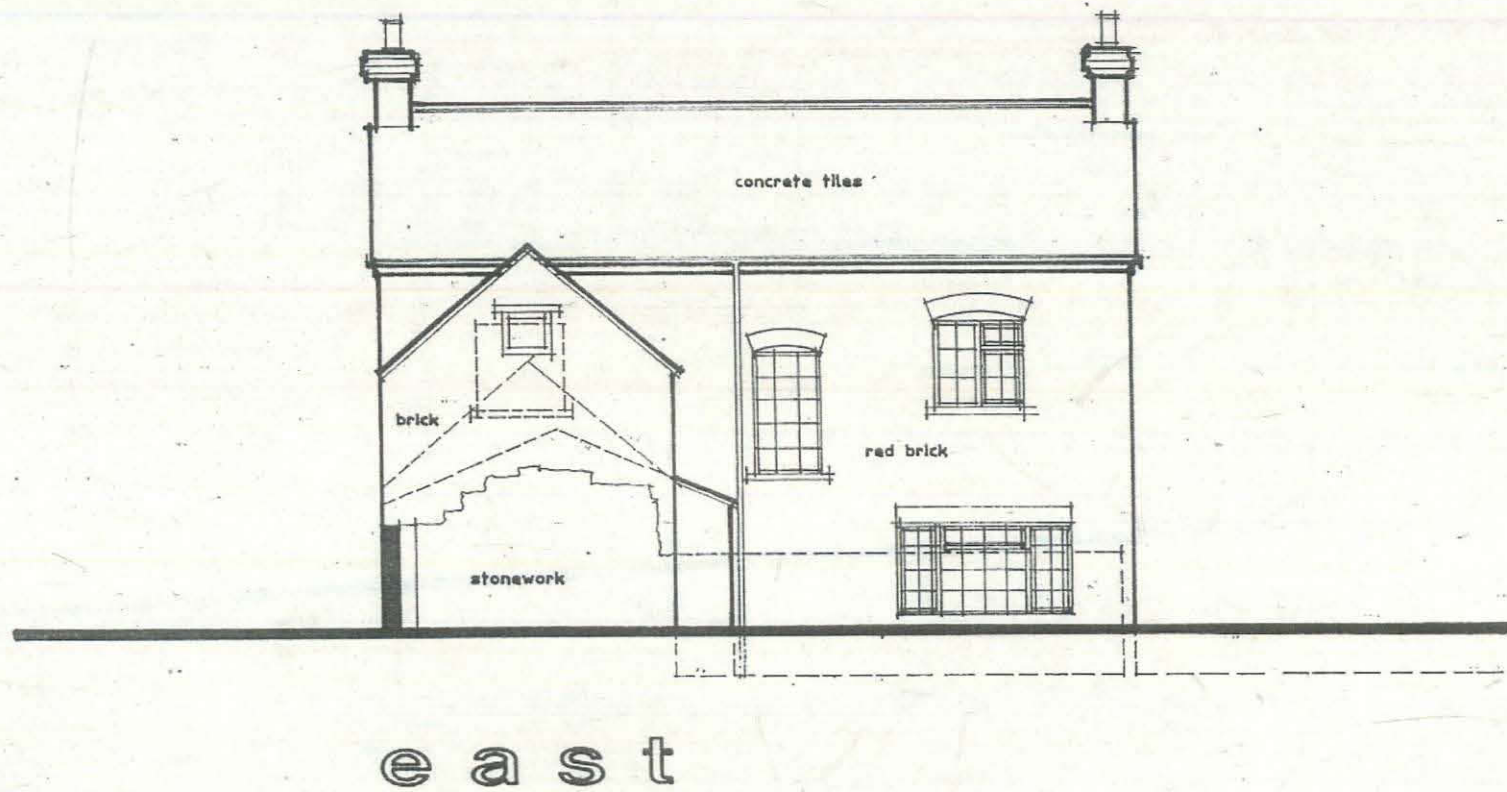 concrete tiles
brick
red brick
stonework
east